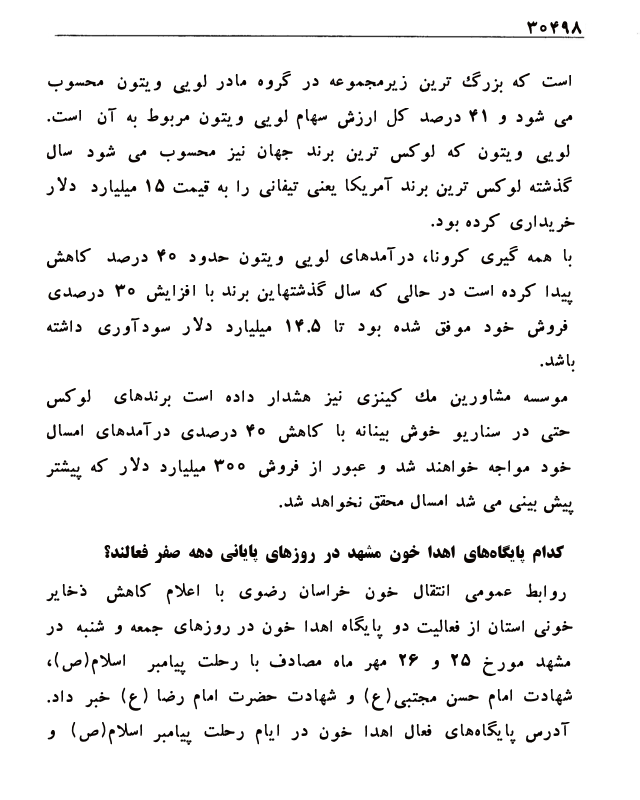 ۳۰۴۹۸
است که بزرگ ترین زیرمجموعه در گروه مادر لویی ویتون محسوب
می شود و ۴۱ درصد کل ارزش سهام لویی ویتون مربوط به آن است.
لویی ویتون که لوکس ترین برند جهان نیز محسوب می شود سال
گذشته لوکس ترین برند آمریکا یعنی تیفانی را به قیمت ۱۵ میلیارد دلار
خریداری کرده بود.
با همه گیری کرونا، درآمدهای لویی ویتون حدود ۴۰ درصد کاهش
پیدا کرده است در حالی که سال گذشتهاین برند با افزایش ۳۰ درصدی
فروش خود موفق شده بود تا ۱۴.۵ میلیارد دلار سودآوری داشته
باشد.
موسسه مشاورین مك کینزی نیز هشدار داده است برندهای لوکس
حتی در سناریو خوش بینانه با کاهش ۴۰ درصدی درآمدهای امسال
خود مواجه خواهند شد و عبور از فروش ۳۰۰ میلیارد دلار که پیشتر
پیش بینی می شد امسال محقق نخواهد شد.
کدام پایگاه‌های اهدا خون مشهد در روزهای پایانی دهه صفر فعالند؟
روابط عمومی انتقال خون خراسان رضوی با اعلام کاهش ذخایر
خونی استان از فعالیت دو پایگاه اهدا خون در روزهای جمعه و شنبه در
مشهد مورخ ۲۵ و ۲۶ مهر ماه مصادف با رحلت پیامبر اسلام(ص)،
شهادت امام حسن مجتبی(ع) و شهادت حضرت امام رضا (ع) خبر داد.
آدرس پایگاه‌های فعال اهدا خون در ایام رحلت پیامبر اسلام(ص) و